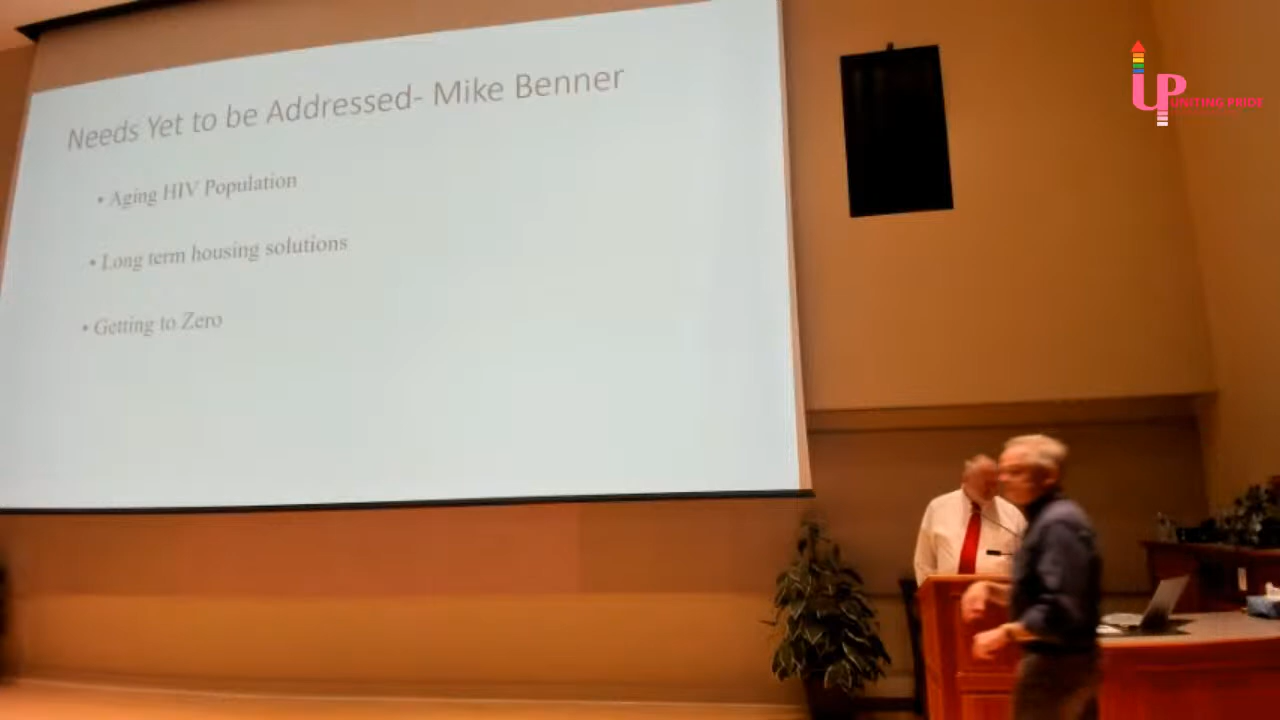 Needs Yet to be Addressed- Mike Benner
• Aging HIV Population
• Long term housing solutions
• Getting to Zero
UP
UNITING PRIDE